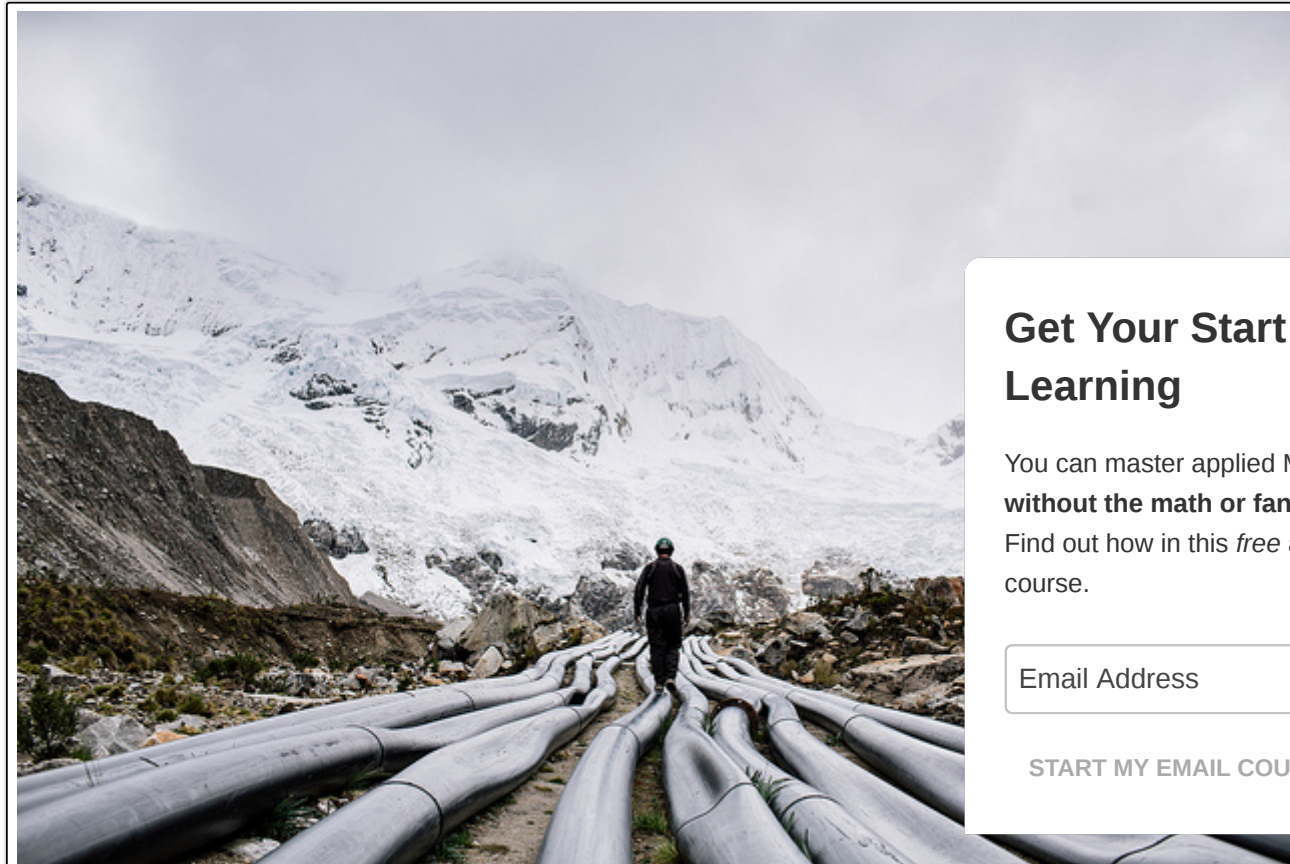 Get Your Start
Learning
You can master applied
without the math or fan
Find out how in this free
course.
Email Address
START MY EMAIL COU